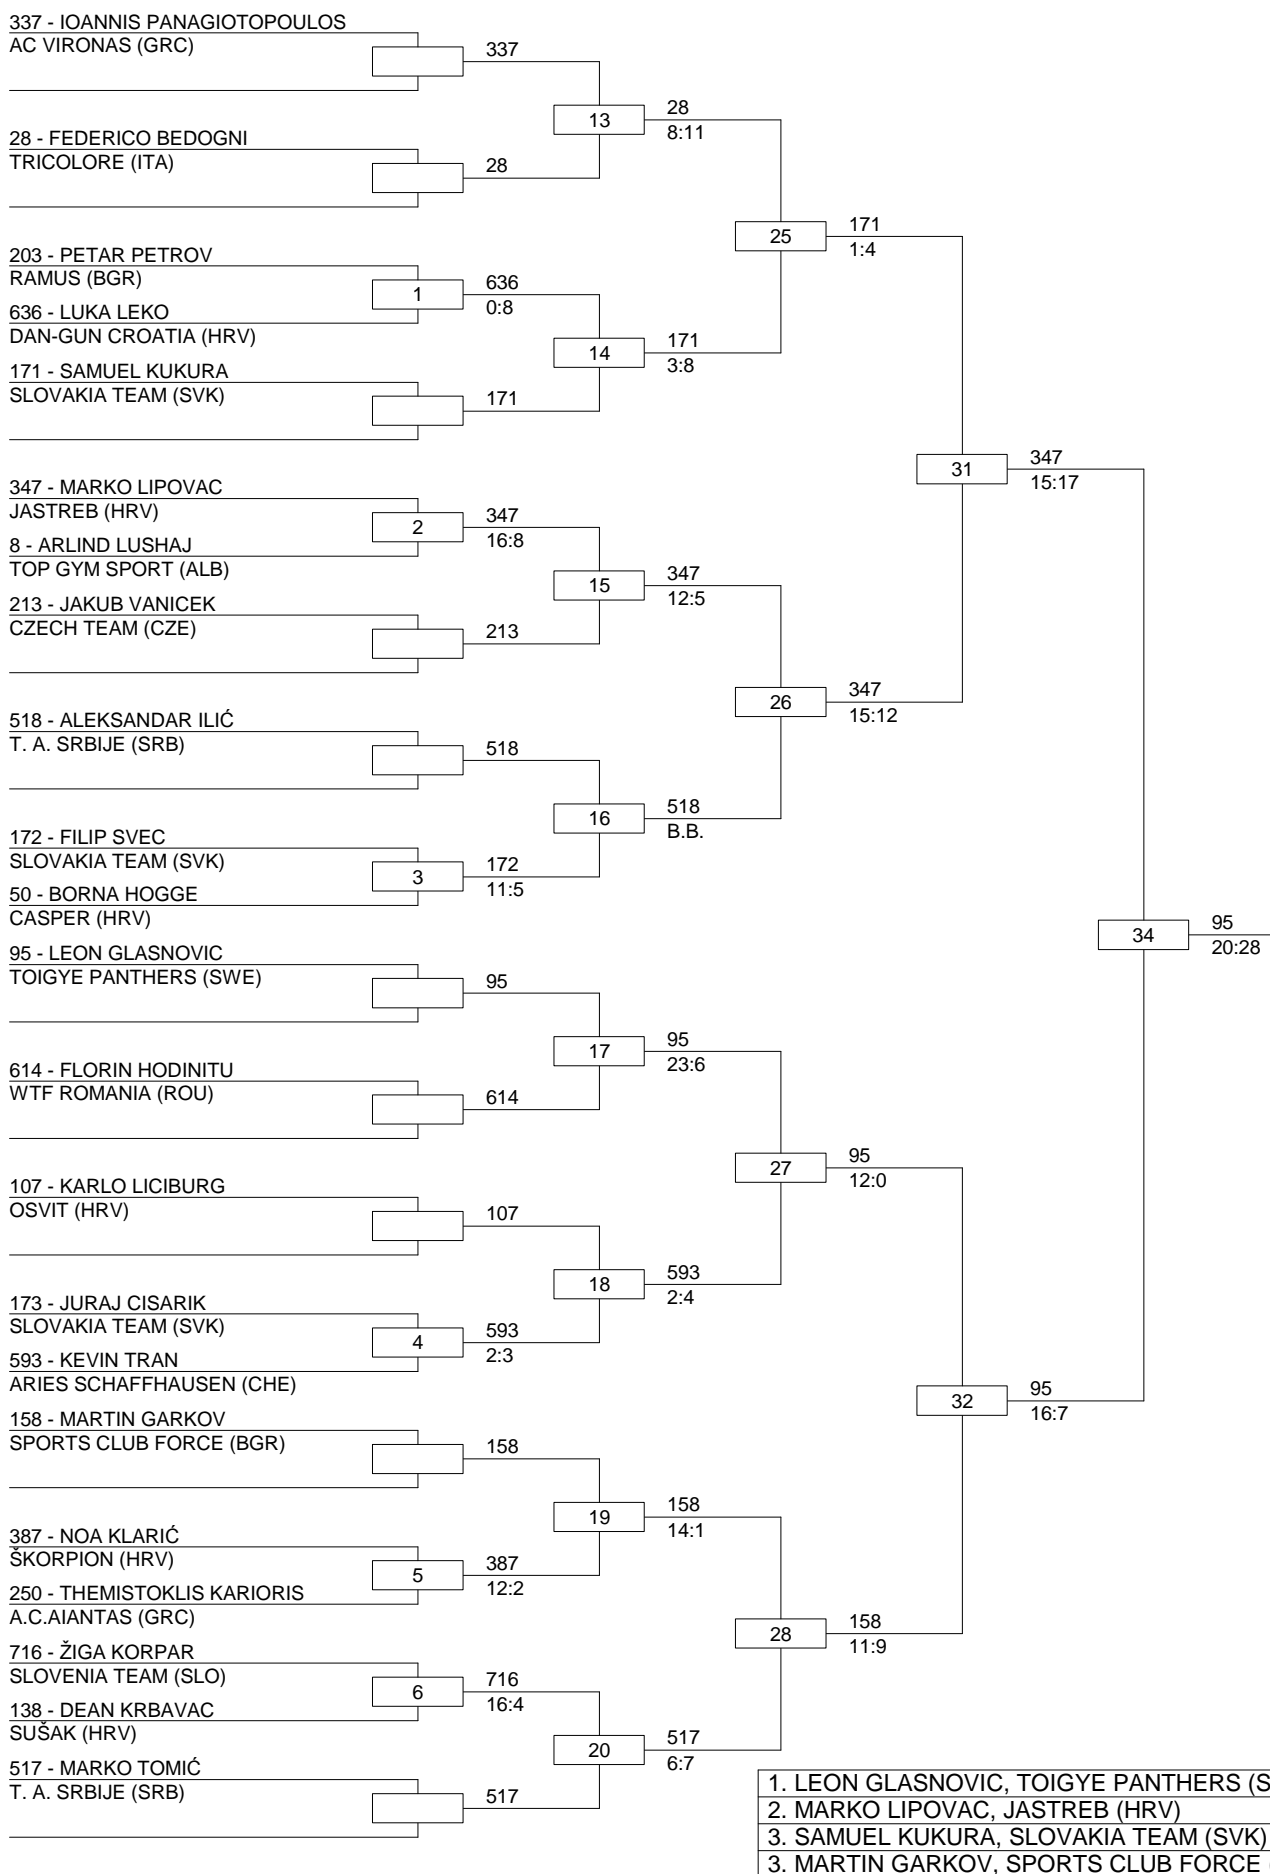 337 - IOANNIS PANAGIOTOPOULOS
AC VIRONAS (GRC)
337
13
28
8:11
28 - FEDERICO BEDOGNI
TRICOLORE (ITA)
28
25
171
1:4
203 - PETAR PETROV
RAMUS (BGR)
1
636
0:8
636 - LUKA LEKO
DAN-GUN CROATIA (HRV)
14
171
3:8
171 - SAMUEL KUKURA
SLOVAKIA TEAM (SVK)
171
31
347
15:17
347 - MARKO LIPOVAC
JASTREB (HRV)
2
347
16:8
8 - ARLIND LUSHAJ
TOP GYM SPORT (ALB)
15
347
12:5
213 - JAKUB VANICEK
CZECH TEAM (CZE)
213
26
347
15:12
518 - ALEKSANDAR ILIĆ
T. A. SRBIJE (SRB)
518
16
518
B.B.
172 - FILIP SVEC
SLOVAKIA TEAM (SVK)
3
172
11:5
50 - BORNA HOGGE
CASPER (HRV)
34
95
20:28
95 - LEON GLASNOVIC
TOIGYE PANTHERS (SWE)
95
17
95
23:6
614 - FLORIN HODINITU
WTF ROMANIA (ROU)
614
27
95
12:0
107 - KARLO LICIBURG
OSVIT (HRV)
107
18
593
2:4
173 - JURAJ CISARIK
SLOVAKIA TEAM (SVK)
4
593
2:3
593 - KEVIN TRAN
ARIES SCHAFFHAUSEN (CHE)
32
95
16:7
158 - MARTIN GARKOV
SPORTS CLUB FORCE (BGR)
158
19
158
14:1
387 - NOA KLARIĆ
ŠKORPION (HRV)
5
387
12:2
250 - THEMISTOKLIS KARIORIS
A.C.AIANTAS (GRC)
28
158
11:9
716 - ŽIGA KORPAR
SLOVENIA TEAM (SLO)
6
716
16:4
138 - DEAN KRBAVAC
SUŠAK (HRV)
20
517
6:7
517 - MARKO TOMIĆ
T. A. SRBIJE (SRB)
517
1. LEON GLASNOVIC, TOIGYE PANTHERS (S
2. MARKO LIPOVAC, JASTREB (HRV)
3. SAMUEL KUKURA, SLOVAKIA TEAM (SVK)
3. MARTIN GARKOV, SPORTS CLUB FORCE